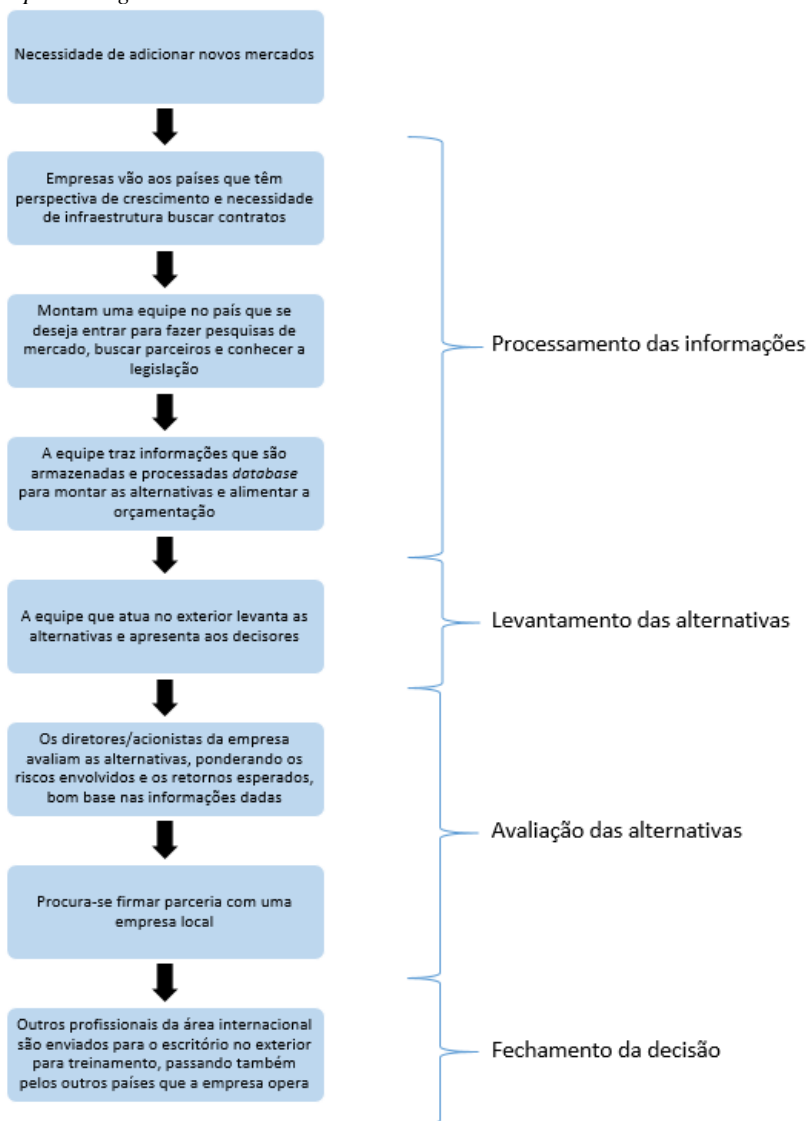 Necessidade de adicionar novos mercados
Empresas vão aos países que têm
perspectiva de crescimento e necessidade
de infraestrutura buscar contratos
Montam uma equipe no país que se
deseja entrar para fazer pesquisas de
mercado, buscar parceiros e conhecer a
legislação
Processamento das informações
A equipe traz informações que são
armazenadas e processadas database
para montar as alternativas e alimentar a
orçamentação
A equipe que atua no exterior levanta as
alternativas e apresenta aos decisores
Levantamento das alternativas
Os diretores/acionistas da empresa
avaliam as alternativas, ponderando os
riscos envolvidos e os retornos esperados,
bom base nas informações dadas
Avaliação das alternativas
Procura-se firmar parceria com uma
empresa local
Outros profissionais da área internacional
são enviados para o escritório no exterior
para treinamento, passando também
pelos outros países que a empresa opera
Fechamento da decisão